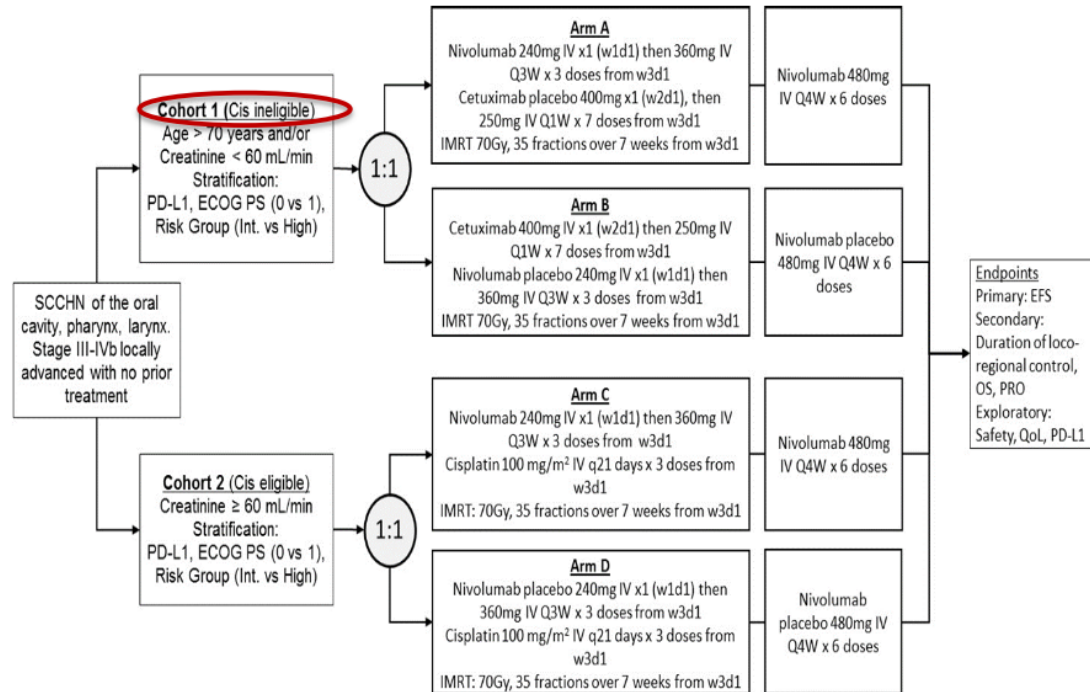 SCCHN of the oral
cavity, pharynx, larynx.
Stage III-IVb locally
advanced with no prior
treatment
Cohort 1 (Cis ineligible)
Age > 70 years and/or
Creatinine < 60 mL/min
Stratification:
PD-L1, ECOG PS (0 vs 1),
Risk Group (Int. vs High)
1:1
Arm A
Nivolumab 240mg IV x1 (w1d1) then 360mg IV
Q3W x 3 doses from w3d1
Cetuximab placebo 400mg x1 (w2d1), then
250mg IV Q1W x 7 doses from w3d1
IMRT 70Gy, 35 fractions over 7 weeks from w3d1
Nivolumab 480mg
IV Q4W x 6 doses
Arm B
Cetuximab 400mg IV x1 (w2d1) then 250mg IV
Q1W x 7 doses from w3d1
Nivolumab placebo 240mg IV x1 (w1d1) then
360mg IV Q3W x 3 doses from w3d1
IMRT 70Gy, 35 fractions over 7 weeks from w3d1
Nivolumab placebo
480mg IV Q4W x 6
doses
Cohort 2 (Cis eligible)
Creatinine ≥ 60 mL/min
Stratification:
PD-L1, ECOG PS (0 vs 1),
Risk Group (Int. vs High)
1:1
Arm C
Nivolumab 240mg IV x1 (w1d1) then 360mg IV
Q3W x 3 doses from w3d1
Cisplatin 100 mg/m² IV q21 days x 3 doses from
w3d1
IMRT: 70Gy, 35 fractions over 7 weeks from w3d1
Nivolumab 480mg
IV Q4W x 6 doses
Arm D
Nivolumab placebo 240mg IV x1 (w1d1) then
360mg IV Q3W x 3 doses from w3d1
Cisplatin 100 mg/m² IV q21 days x 3 doses from
w3d1
IMRT: 70Gy, 35 fractions over 7 weeks from w3d1
Nivolumab
placebo 480mg IV
Q4W x 6 doses
Endpoints
Primary: EFS
Secondary:
Duration of loco-
regional control,
OS, PRO
Exploratory:
Safety, QoL, PD-L1